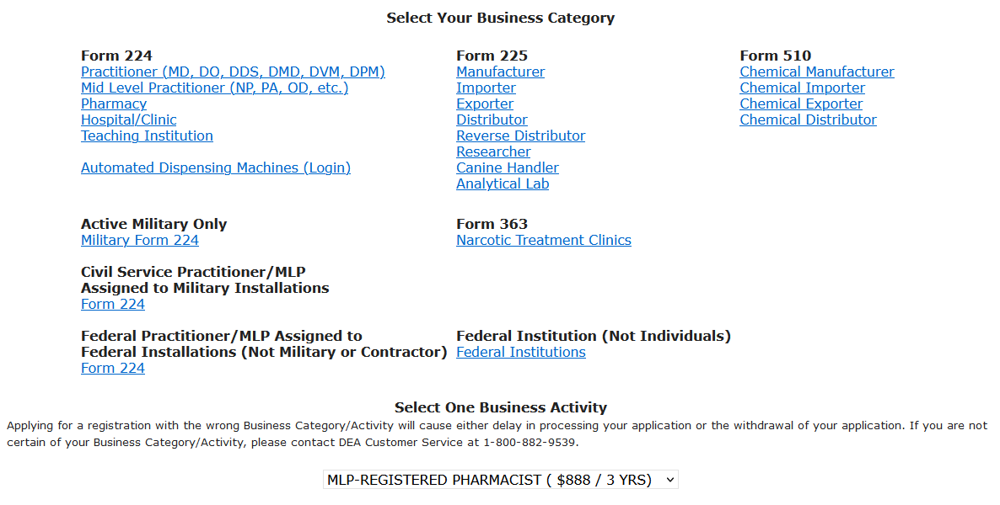 Select Your Business Category
Form 224
Practitioner (MD, DO, DDS, DMD, DVM, DPM)
Mid Level Practitioner (NP, PA, OD, etc.)
Pharmacy
Hospital/Clinic
Teaching Institution
Automated Dispensing Machines (Login)
Form 225
Manufacturer
Importer
Exporter
Distributor
Reverse Distributor
Researcher
Canine Handler
Analytical Lab
Form 510
Chemical Manufacturer
Chemical Importer
Chemical Exporter
Chemical Distributor
Active Military Only
Military Form 224
Form 363
Narcotic Treatment Clinics
Civil Service Practitioner/MLP
Assigned to Military Installations
Form 224
Federal Practitioner/MLP Assigned to
Federal Installations (Not Military or Contractor)
Form 224
Federal Institution (Not Individuals)
Federal Institutions
Select One Business Activity
Applying for a registration with the wrong Business Category/Activity will cause either delay in processing your application or the withdrawal of your application. If you are not
certain of your Business Category/Activity, please contact DEA Customer Service at 1-800-882-9539.
MLP-REGISTERED PHARMACIST ( $888 / 3 YRS)